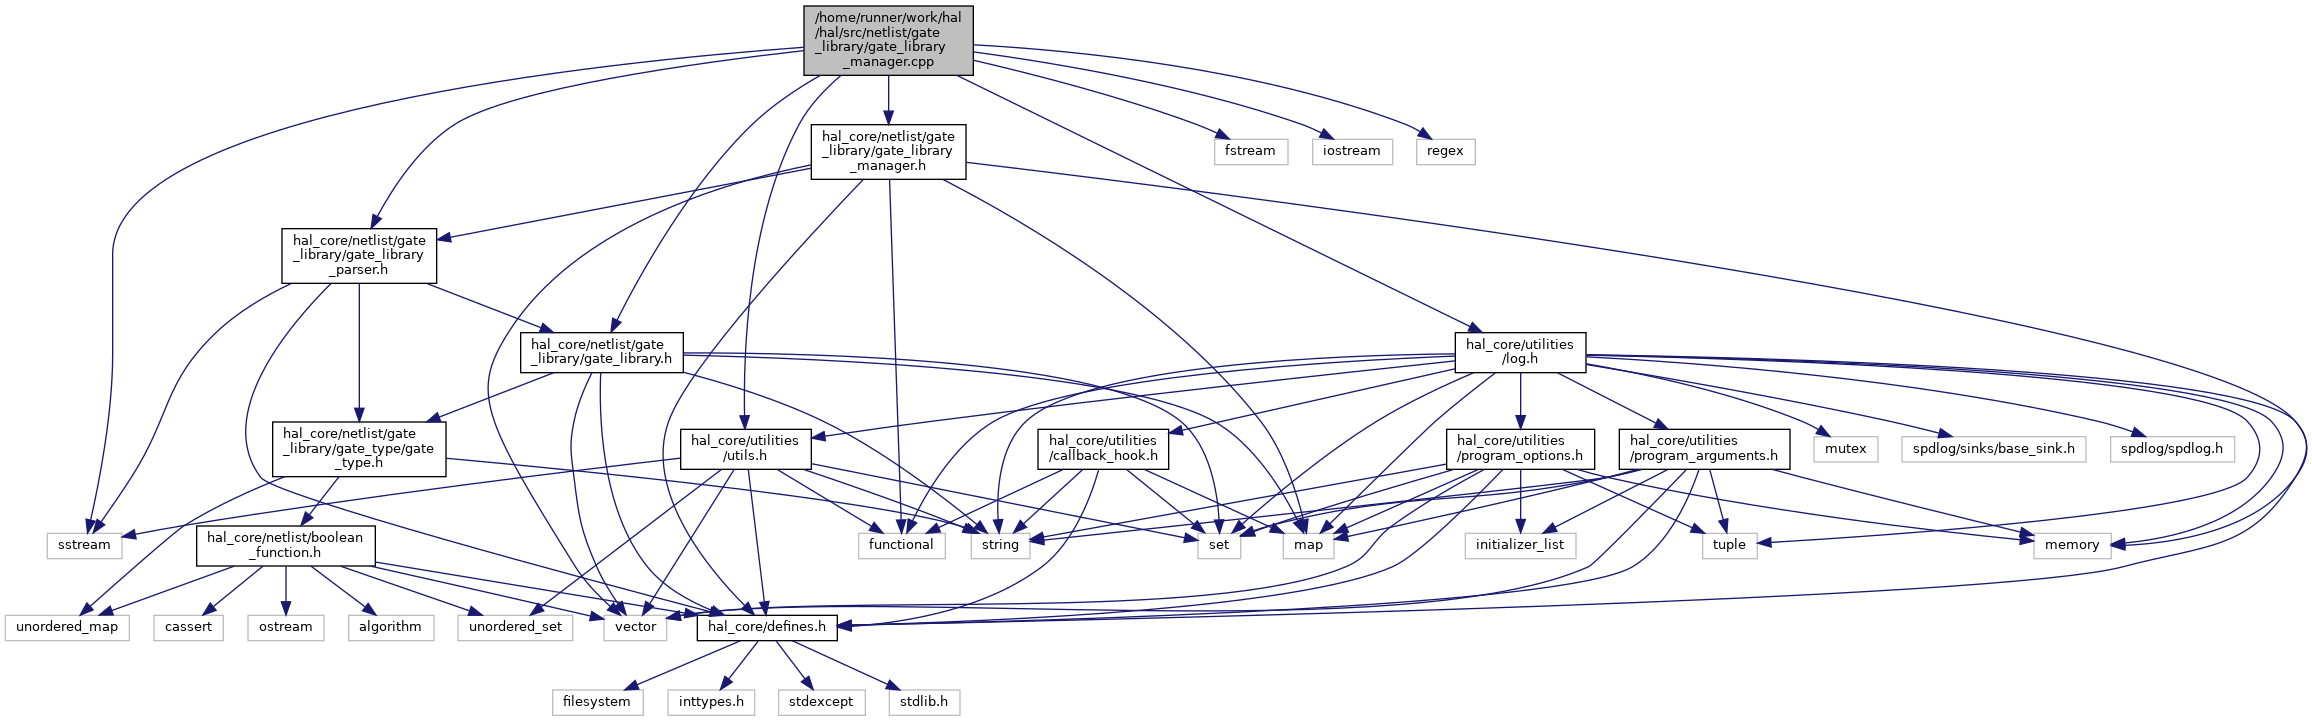 /home/runner/work/hal
/hal/src/netlist/gate
_library/gate_library
_manager.cpp
hal_core/netlist/gate
_library/gate_library
_manager.h
fstream
iostream
regex
hal_core/netlist/gate
_library/gate_library
_parser.h
hal_core/netlist/gate
_library/gate_library.h
hal_core/utilities
/log.h
hal_core/netlist/gate
_library/gate_type/gate
_type.h
hal_core/utilities
/utils.h
hal_core/utilities
/callback_hook.h
hal_core/utilities
/program_options.h
hal_core/utilities
/program_arguments.h
mutex
spdlog/sinks/base_sink.h
spdlog/spdlog.h
sstream
hal_core/netlist/boolean
_function.h
functional
string
set
map
initializer_list
tuple
memory
unordered_map
cassert
ostream
algorithm
unordered_set
vector
hal_core/defines.h
filesystem
inttypes.h
stdexcept
stdlib.h